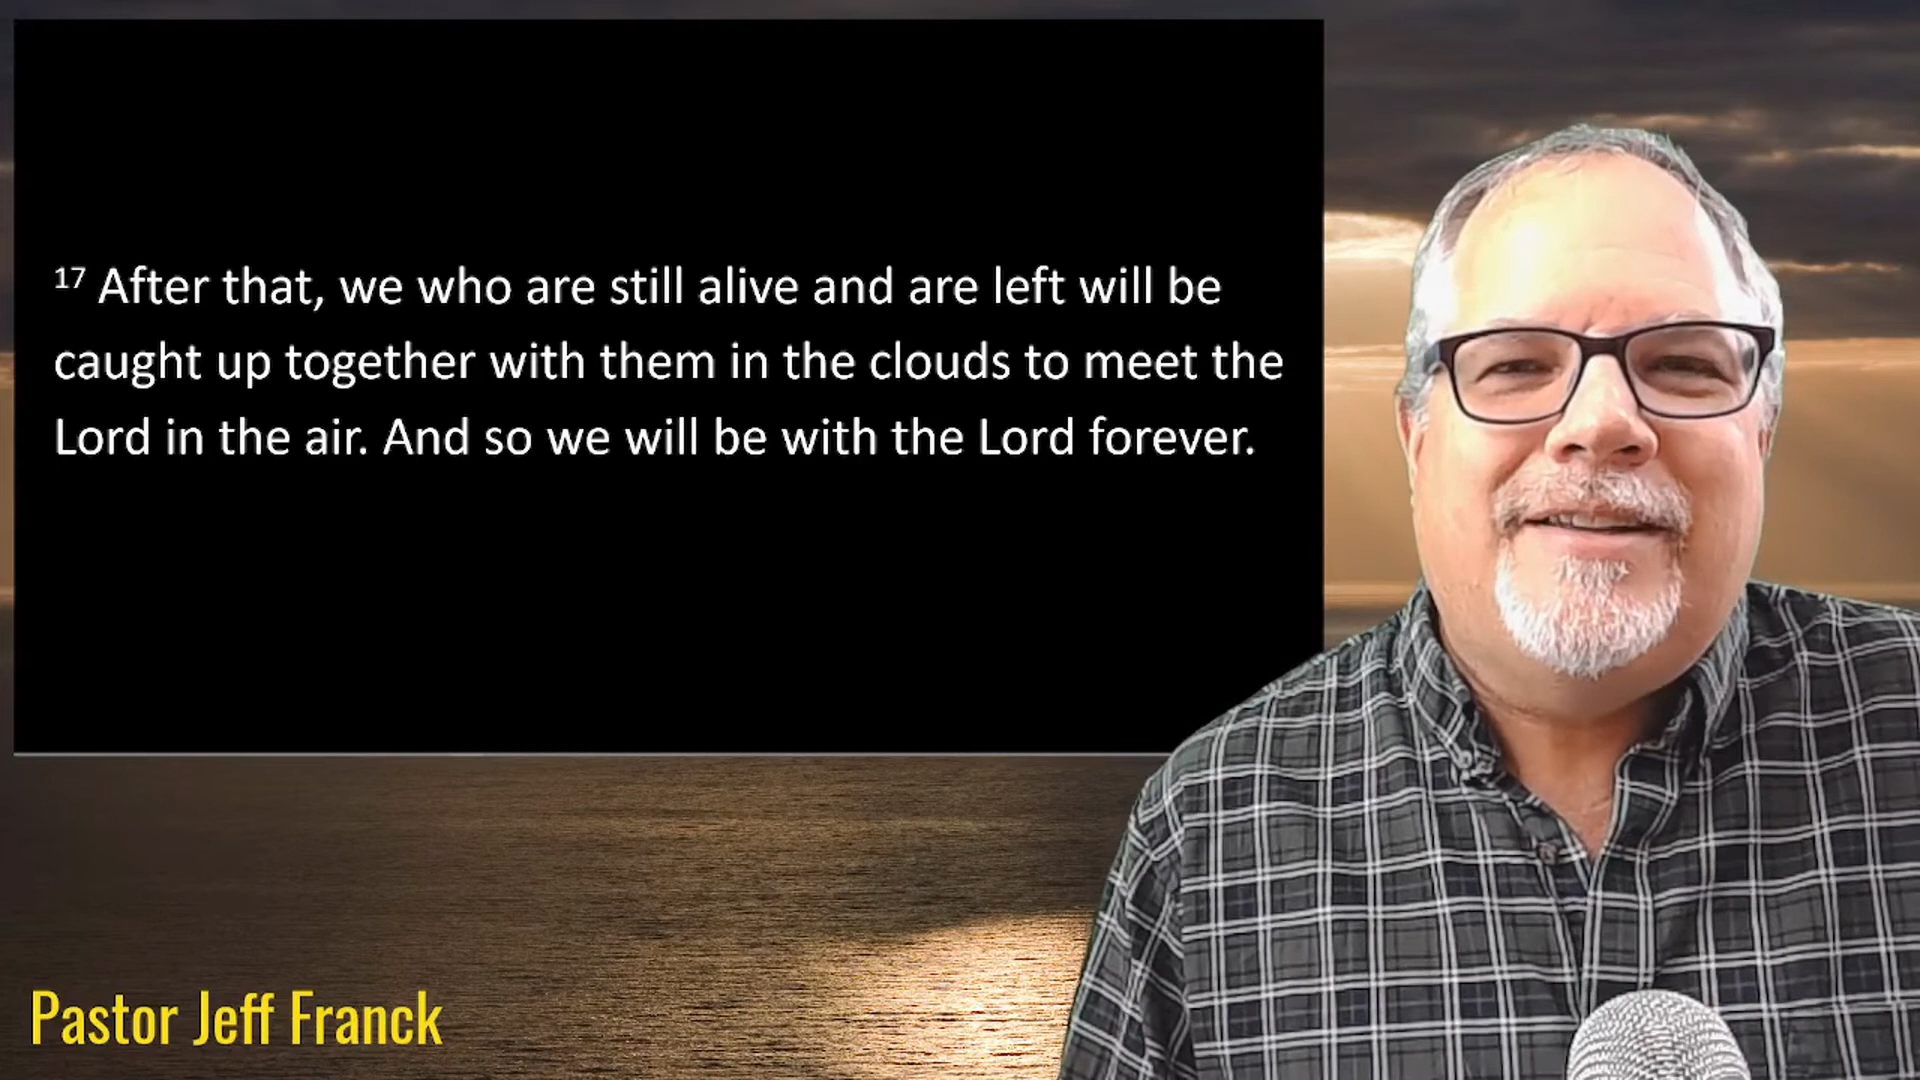 17 After that, we who are still alive and are left will be
caught up together with them in the clouds to meet the
Lord in the air. And so we will be with the Lord forever.
Pastor Jeff Franck